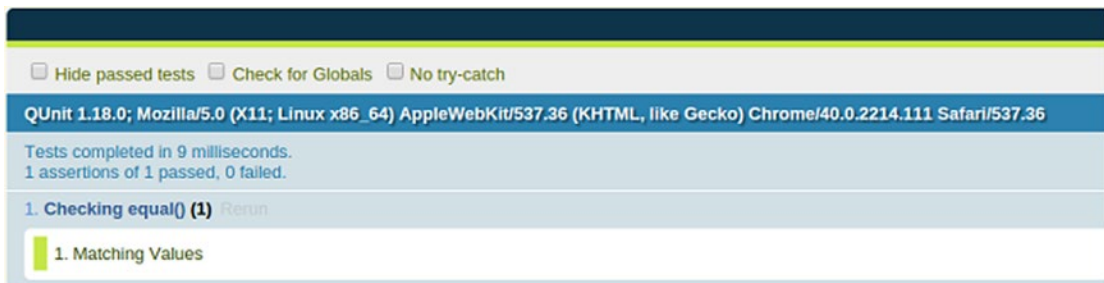 Hide passed tests Check for Globals No try-catch
QUnit 1.18.0; Mozilla/5.0 (X11; Linux x86_64) AppleWebKit/537.36 (KHTML, like Gecko) Chrome/40.0.2214.111 Safari/537.36
Tests completed in 9 milliseconds.
1 assertions of 1 passed, 0 failed.
1. Checking equal() (1) Rerun
1. Matching Values